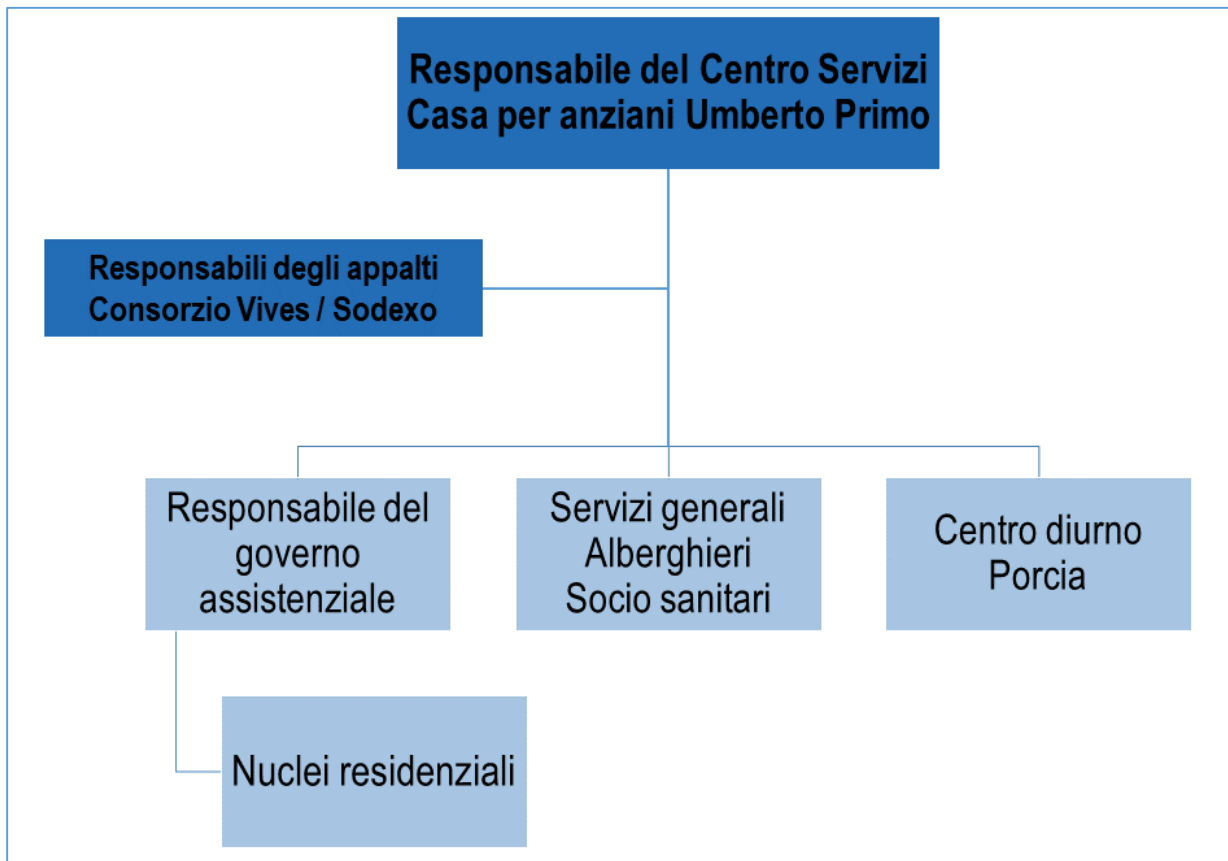 Responsabile del Centro Servizi
Casa per anziani Umberto Primo
Responsabili degli appalti
Consorzio Vives / Sodexo
Responsabile del
governo
assistenziale
Servizi generali
Alberghieri
Socio sanitari
Centro diurno
Porcia
Nuclei residenziali